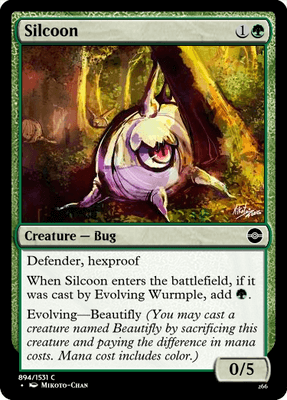 Silcoon 1
Creature — Bug
Defender, hexproof
When Silcoon enters the battlefield, if it
was cast by Evolving Wurmple, add .
Evolving—Beautifly (You may cast a
creature named Beautifly by sacrificing this
creature and paying the difference in mana
costs. Mana cost includes color.)
0/5
894/1531 C
• Mikoto-Chan
z66